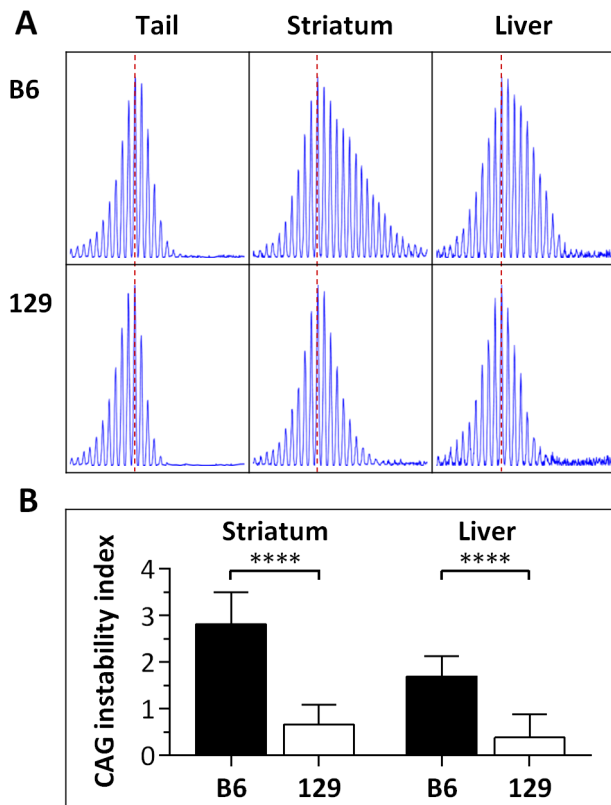 A
Tail Striatum Liver
B6
129
B
Striatum Liver
**** ****
CAG instability index
4
3
2
1
0
B6 129 B6 129